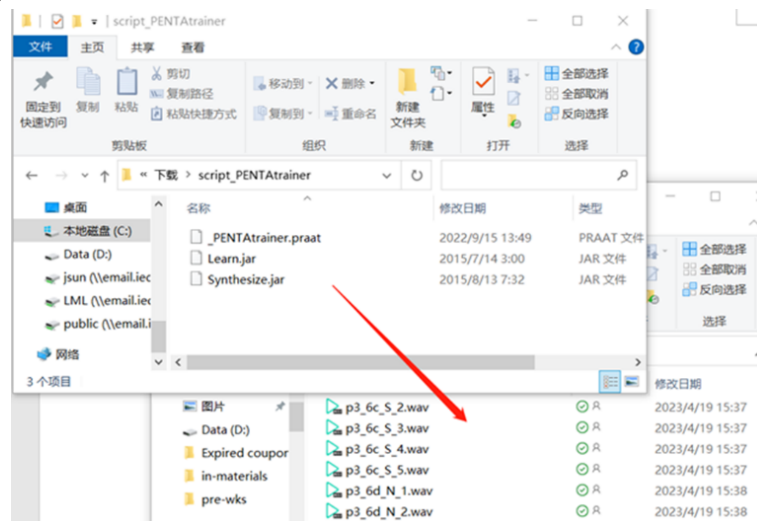 script_PENTAtrainer
文件 主页 共享 查看
固定到快速访问
复制
粘贴
剪切
复制路径
粘贴快捷方式
剪贴板
移动到
复制到
删除
重命名
组织
新建文件夹
新建
属性
打开
全部选择
全部取消
反向选择
选择
« 下载 > script_PENTAtrainer
名称 修改日期 类型
桌面
本地磁盘 (C:)
Data (D:)
jsun (\\email.iec
LML (\\email.iec
public (\\email.i
网络
_PENTAtrainer.praat 2022/9/15 13:49 PRAAT 文件
Learn.jar 2015/7/14 3:00 JAR 文件
Synthesize.jar 2015/8/13 7:32 JAR 文件
3 个项目
全部选择
全部取消
反向选择
选择
修改日期
图片
Data (D:)
Expired coupor
in-materials
pre-wks
p3_6c_S_2.wav 2023/4/19 15:37
p3_6c_S_3.wav 2023/4/19 15:37
p3_6c_S_4.wav 2023/4/19 15:37
p3_6c_S_5.wav 2023/4/19 15:37
p3_6d_N_1.wav 2023/4/19 15:38
p3_6d_N_2.wav 2023/4/19 15:38